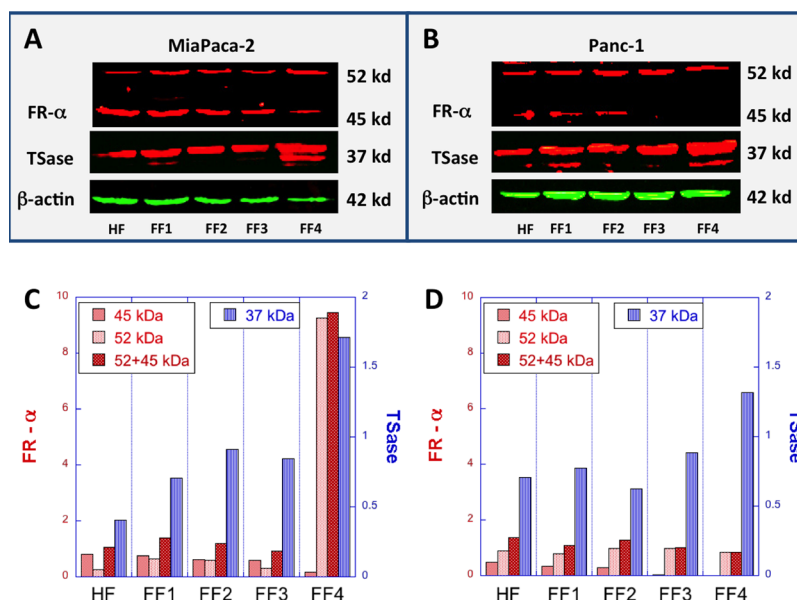 A
MiaPaca-2
FR-α
52 kd
45 kd
TSase
37 kd
β-actin
42 kd
HF FF1 FF2 FF3 FF4
B
Panc-1
FR-α
52 kd
45 kd
TSase
37 kd
β-actin
42 kd
HF FF1 FF2 FF3 FF4
C
45 kDa
52 kDa
52+45 kDa
37 kDa
FR - α
10
8
6
4
2
0
TSase
2
1.5
1
0.5
0
HF FF1 FF2 FF3 FF4
D
45 kDa
52 kDa
52+45 kDa
37 kDa
FR - α
10
8
6
4
2
0
TSase
2
1.5
1
0.5
0
HF FF1 FF2 FF3 FF4